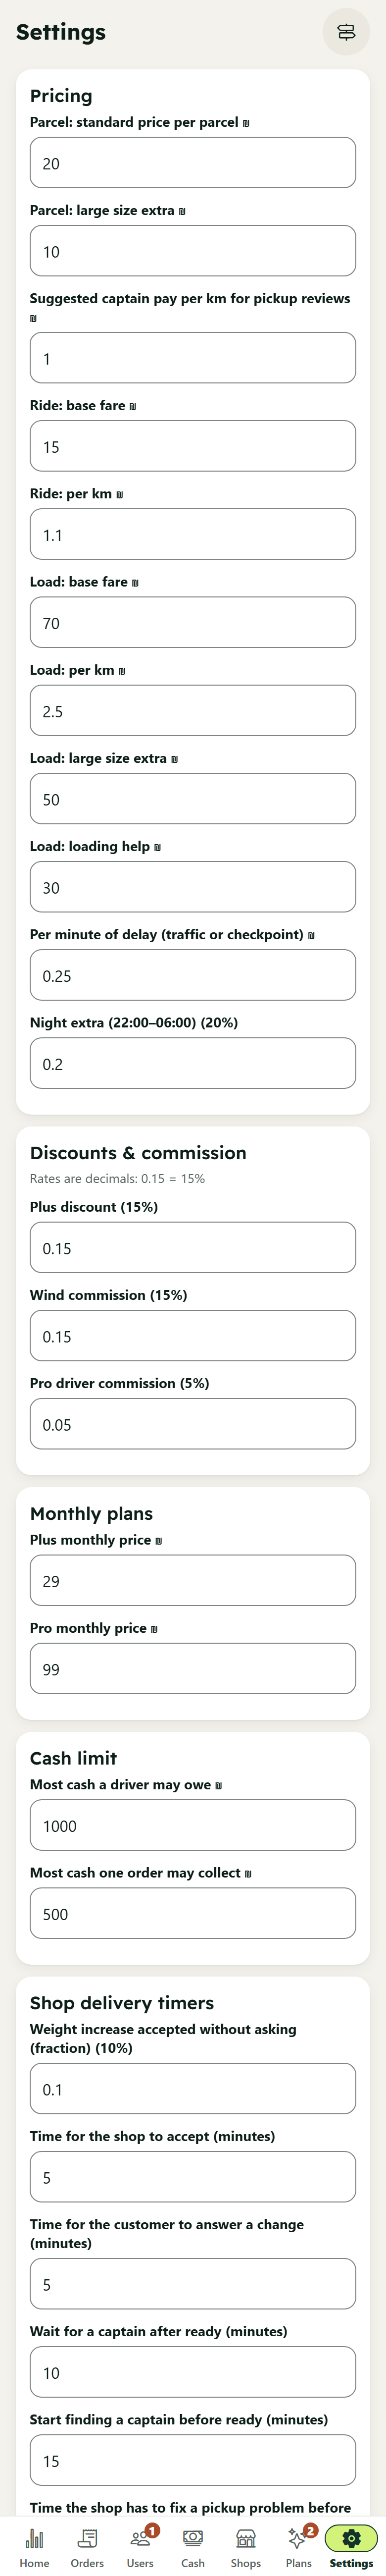 Settings
Pricing
Parcel: standard price per parcel ₪
20
Parcel: large size extra ₪
10
Suggested captain pay per km for pickup reviews
₪
1
Ride: base fare ₪
15
Ride: per km ₪
1.1
Load: base fare ₪
70
Load: per km ₪
2.5
Load: large size extra ₪
50
Load: loading help ₪
30
Per minute of delay (traffic or checkpoint) ₪
0.25
Night extra (22:00–06:00) (20%)
0.2
Discounts & commission
Rates are decimals: 0.15 = 15%
Plus discount (15%)
0.15
Wind commission (15%)
0.15
Pro driver commission (5%)
0.05
Monthly plans
Plus monthly price ₪
29
Pro monthly price ₪
99
Cash limit
Most cash a driver may owe ₪
1000
Most cash one order may collect ₪
500
Shop delivery timers
Weight increase accepted without asking
(fraction) (10%)
0.1
Time for the shop to accept (minutes)
5
Time for the customer to answer a change
(minutes)
5
Wait for a captain after ready (minutes)
10
Start finding a captain before ready (minutes)
15
Time the shop has to fix a pickup problem before
1
2
Home Orders Users Cash Shops Plans Settings